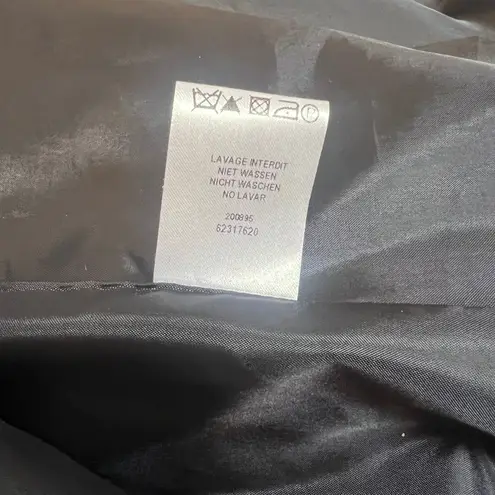 LAVAGE INTERDIT
NIET WASSEN
NICHT WASCHEN
NO LAVAR
200895
62317620